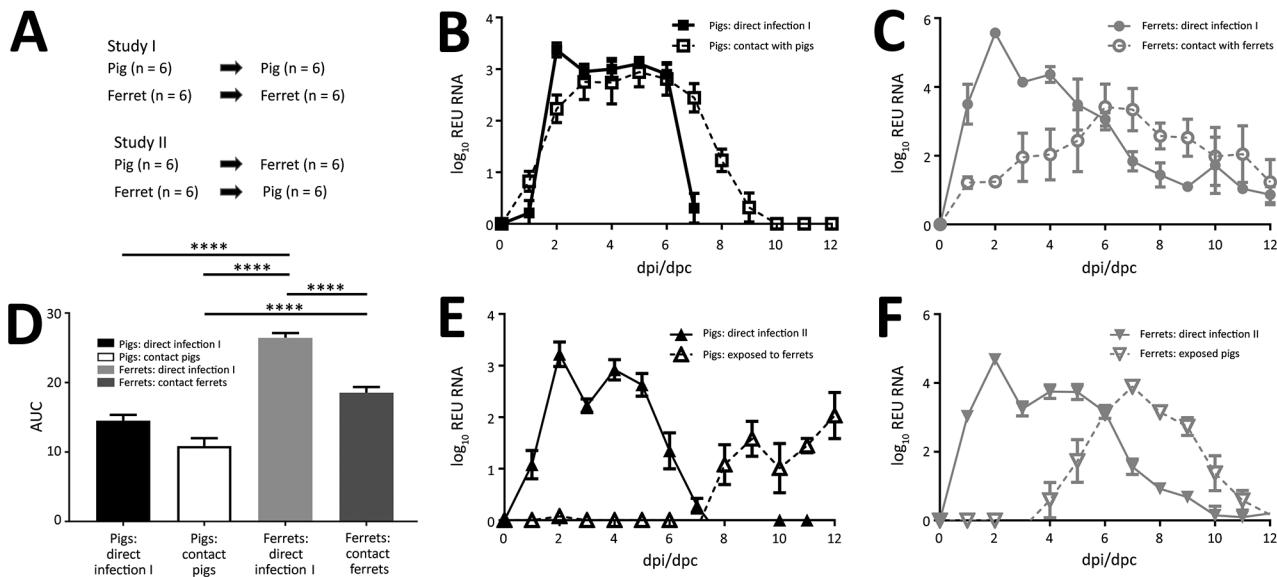 A
Study I
Pig (n = 6) Pig (n = 6)
Ferret (n = 6) Ferret (n = 6)
Study II
Pig (n = 6) Ferret (n = 6)
Ferret (n = 6) Pig (n = 6)
B
Pigs: direct infection I
Pigs: contact with pigs
log10 REU RNA
4
3
2
1
0
0 2 4 6 8 10 12
dpi/dpc
C
Ferrets: direct infection I
Ferrets: contact with ferrets
log10 REU RNA
6
4
2
0
0 2 4 6 8 10 12
dpi/dpc
D
****
****
****
****
Pigs: direct infection I
Pigs: contact pigs
Ferrets: direct infection I
Ferrets: contact ferrets
AUC
30
20
10
0
Pigs:
direct
infection I
Pigs:
contact
pigs
Ferrets:
direct
infection I
Ferrets:
contact
ferrets
E
Pigs: direct infection II
Pigs: exposed to ferrets
log10 REU RNA
4
3
2
1
0
0 2 4 6 8 10 12
dpi/dpc
F
Ferrets: direct infection II
Ferrets: exposed pigs
log10 REU RNA
6
4
2
0
0 2 4 6 8 10 12
dpi/dpc